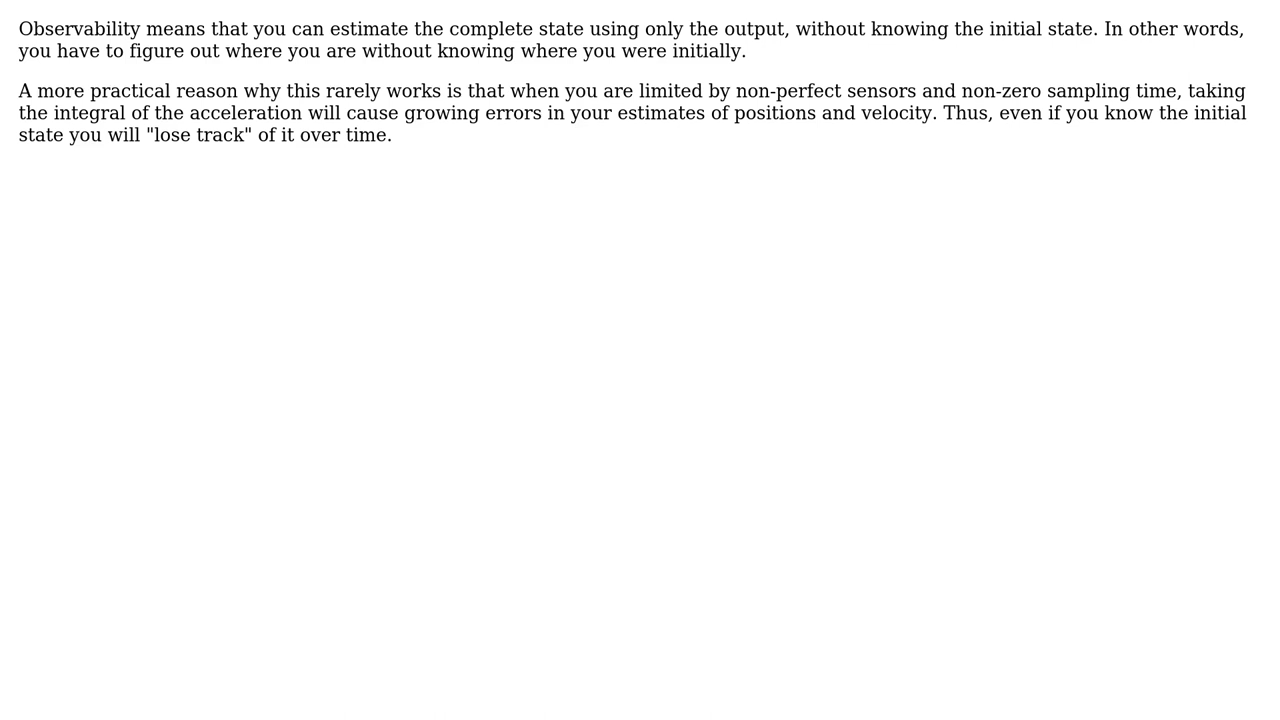 Observability means that you can estimate the complete state using only the output, without knowing the initial state. In other words,
you have to figure out where you are without knowing where you were initially.
A more practical reason why this rarely works is that when you are limited by non-perfect sensors and non-zero sampling time, taking
the integral of the acceleration will cause growing errors in your estimates of positions and velocity. Thus, even if you know the initial
state you will "lose track" of it over time.